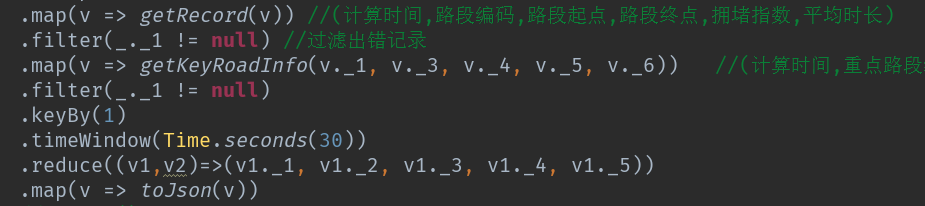 .map(v => getRecord(v)) //(计算时间,路段编码,路段起点,路段终点,拥堵指数,平均时长)
.filter(_._1 != null) //过滤出错记录
.map(v => getKeyRoadInfo(v._1, v._3, v._4, v._5, v._6)) //(计算时间,重点路段
.filter(_._1 != null)
.keyBy(1)
.timeWindow(Time.seconds(30))
.reduce((v1,v2)=>(v1._1, v1._2, v1._3, v1._4, v1._5))
.map(v => toJson(v))